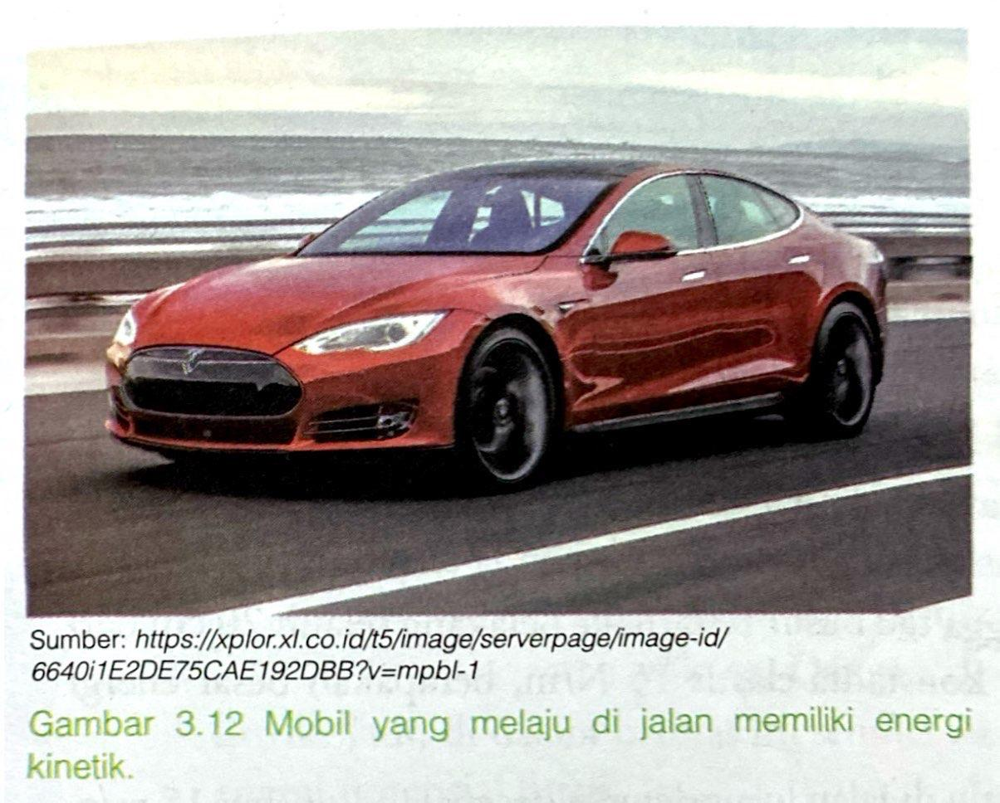 Sumber: https://xplor.xl.co.id/t5/image/serverpage/image-id/
6640i1E2DE75CAE192DBB?v=mpbl-1
Gambar 3.12 Mobil yang melaju di jalan memiliki energi
kinetik.